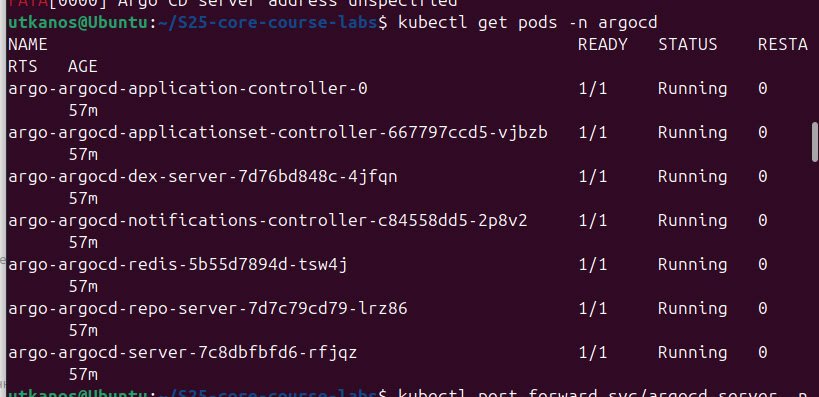 FATA[0000] Argo CD server address unspecified
utkanos@Ubuntu:~/S25-core-course-labs$ kubectl get pods -n argocd
NAME READY STATUS RESTA
RTS AGE
argo-argocd-application-controller-0 1/1 Running 0
57m
argo-argocd-applicationset-controller-667797ccd5-vjbzb 1/1 Running 0
57m
argo-argocd-dex-server-7d76bd848c-4jfqn 1/1 Running 0
57m
argo-argocd-notifications-controller-c84558dd5-2p8v2 1/1 Running 0
57m
argo-argocd-redis-5b55d7894d-tsw4j 1/1 Running 0
57m
argo-argocd-repo-server-7d7c79cd79-lrz86 1/1 Running 0
57m
argo-argocd-server-7c8dbfbfd6-rfjqz 1/1 Running 0
57m
utkanos@Ubuntu:~/S25-core-course-labs$ kubectl port-forward svc/argocd-server -n